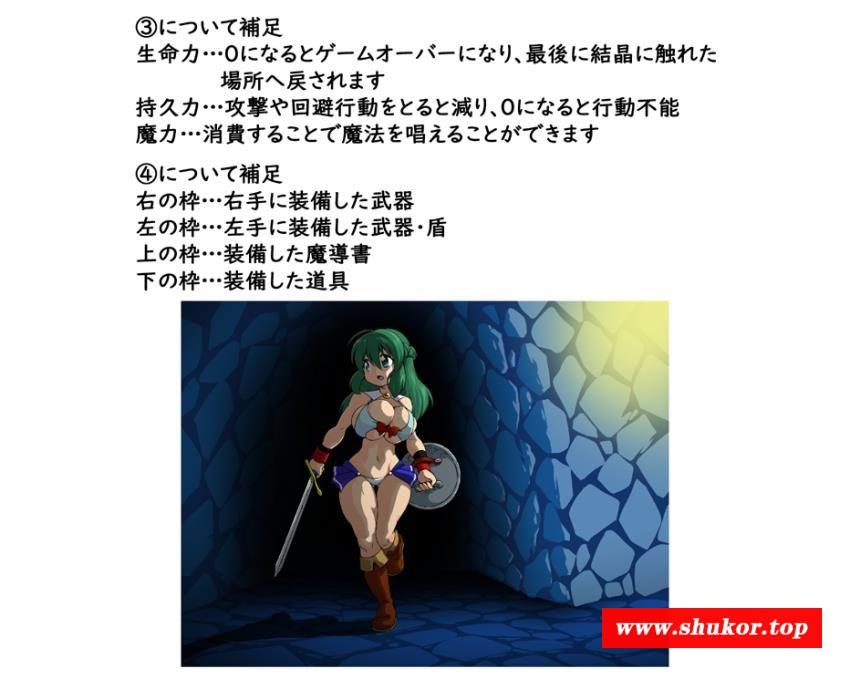 ③について補足
生命力…0になるとゲームオーバーになり、最後に結晶に触れた
場所へ戻されます
持久力…攻撃や回避行動をとると減り、0になると行動不能
魔力…消費することで魔法を唱えることができます
④について補足
右の枠…右手に装備した武器
左の枠…左手に装備した武器・盾
上の枠…装備した魔導書
下の枠…装備した道具
www.shukor.top